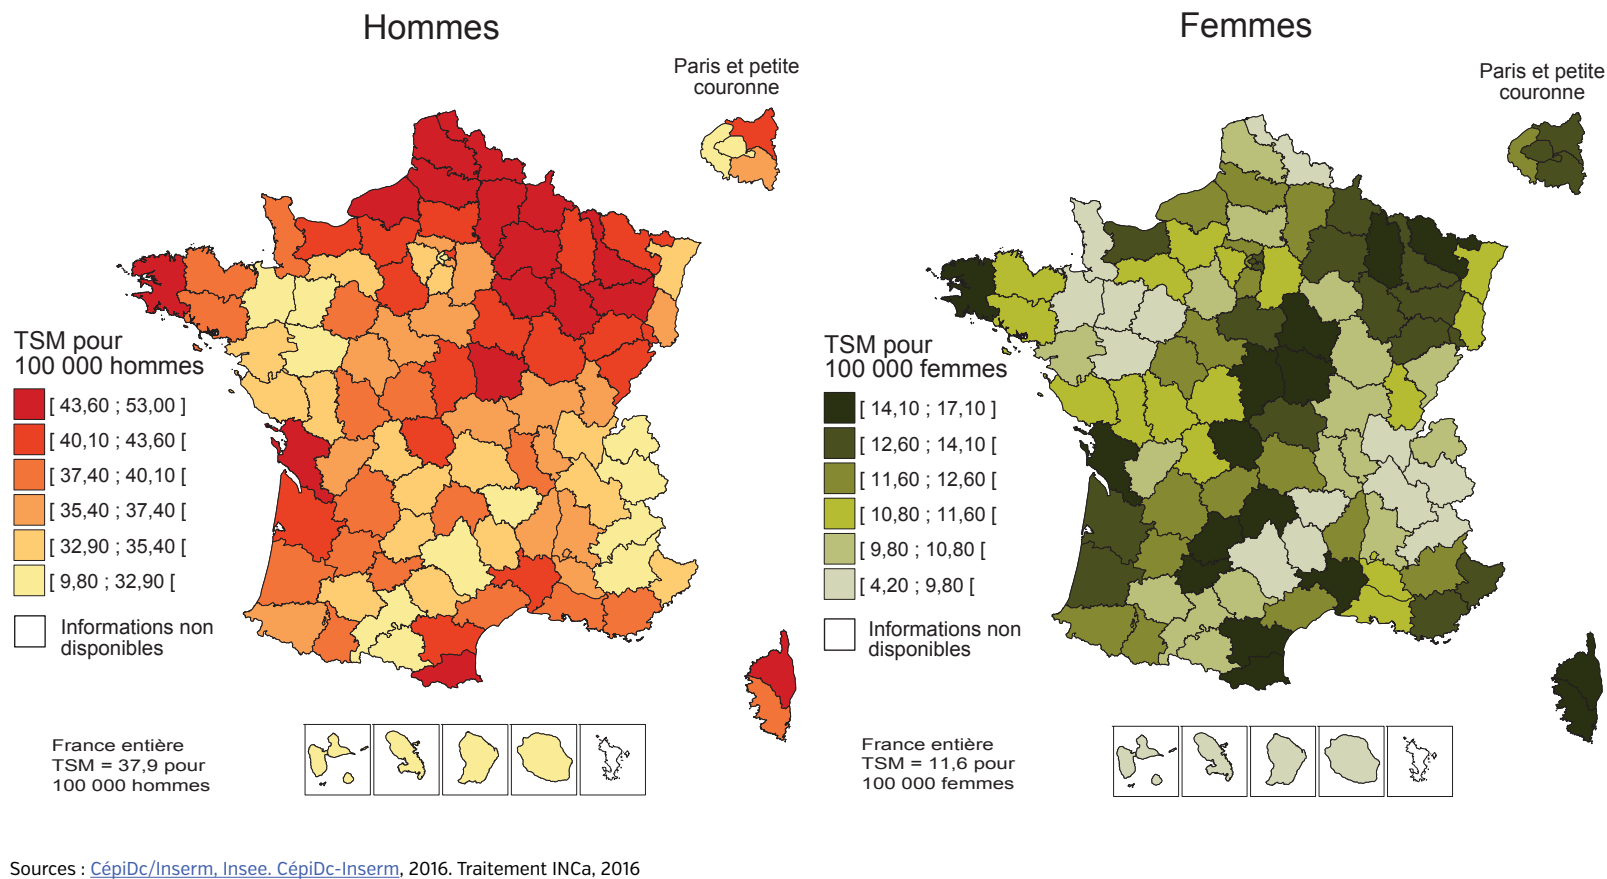 Hommes
Paris et petite
couronne
TSM pour
100 000 hommes
[ 43,60 ; 53,00 ]
[ 40,10 ; 43,60 [
[ 37,40 ; 40,10 [
[ 35,40 ; 37,40 [
[ 32,90 ; 35,40 [
[ 9,80 ; 32,90 [
Informations non
disponibles
France entière
TSM = 37,9 pour
100 000 hommes
Femmes
Paris et petite
couronne
TSM pour
100 000 femmes
[ 14,10 ; 17,10 ]
[ 12,60 ; 14,10 [
[ 11,60 ; 12,60 [
[ 10,80 ; 11,60 [
[ 9,80 ; 10,80 [
[ 4,20 ; 9,80 [
Informations non
disponibles
France entière
TSM = 11,6 pour
100 000 femmes
Sources : CépiDc/Inserm, Insee. CépiDc-Inserm, 2016. Traitement INCa, 2016